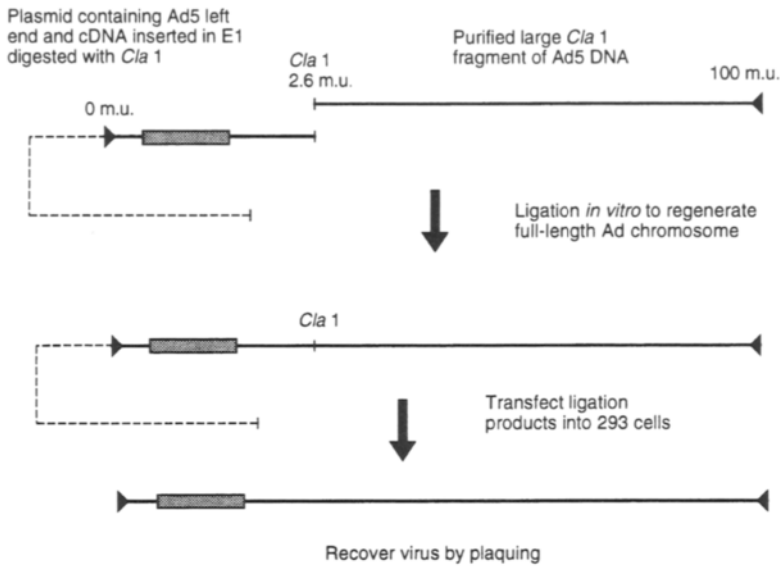 Plasmid containing Ad5 left
end and cDNA inserted in E1
digested with Cla 1
Cla 1
2.6 m.u.
Purified large Cla 1
fragment of Ad5 DNA
100 m.u.
0 m.u.
Ligation in vitro to regenerate
full-length Ad chromosome
Cla 1
Transfect ligation
products into 293 cells
Recover virus by plaquing